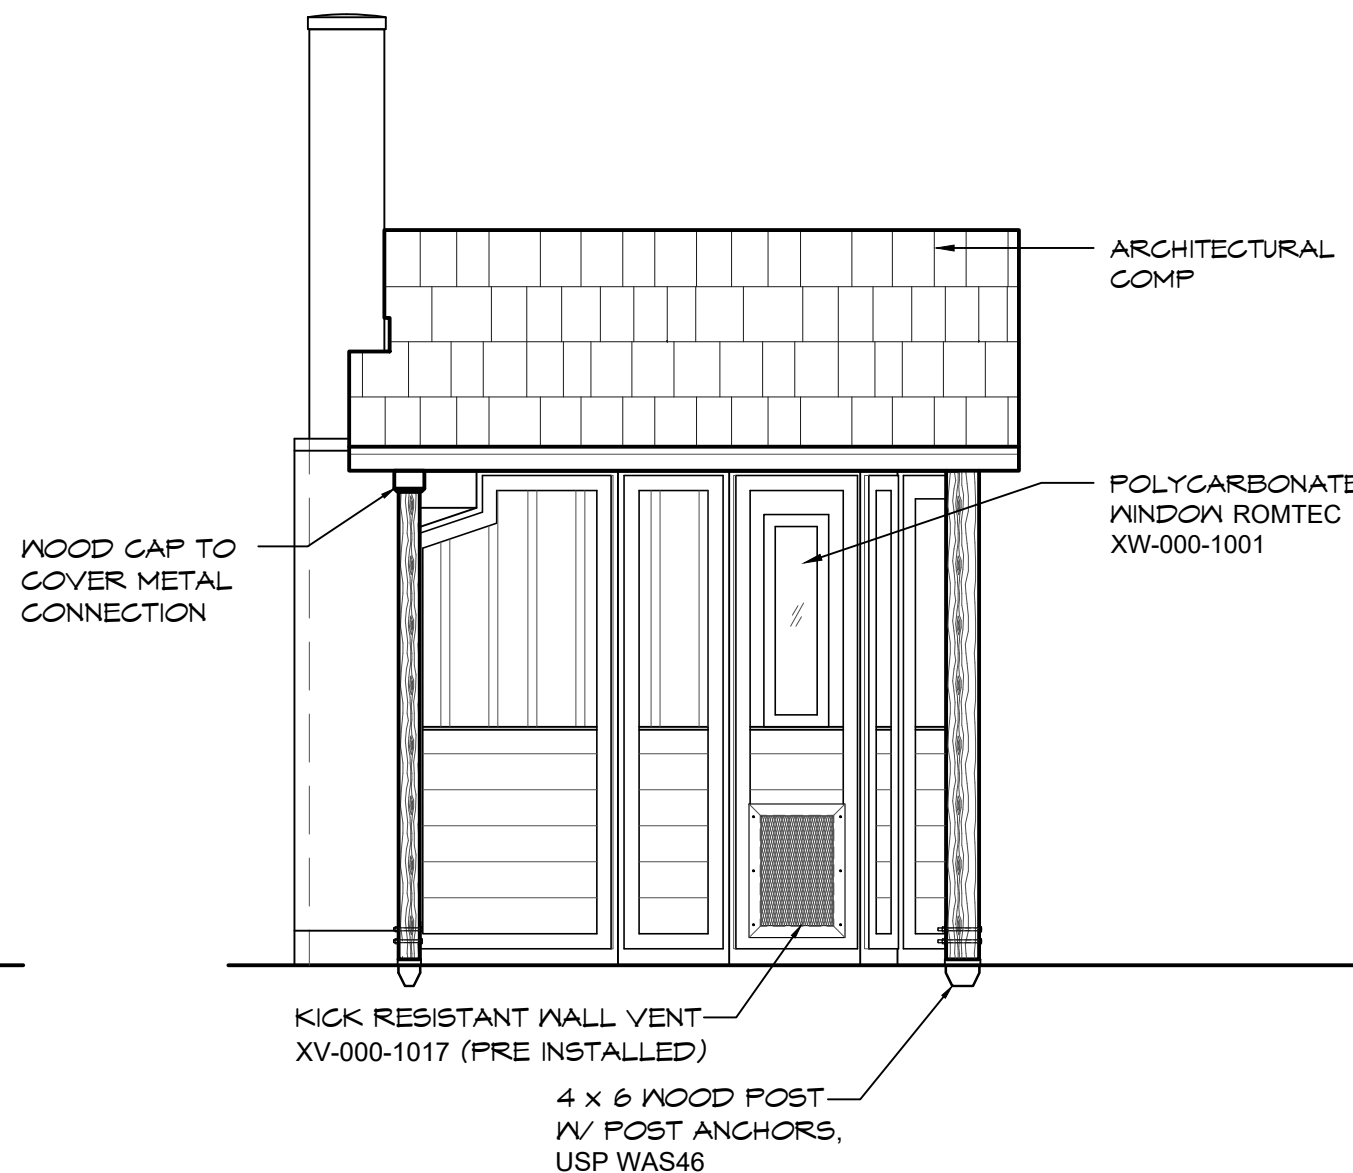 ARCHITECTURAL
COMP
POLYCARBONATE
WINDOW ROMTEC
XW-000-1001
WOOD CAP TO
COVER METAL
CONNECTION
KICK RESISTANT WALL VENT
XV-000-1017 (PRE INSTALLED)
4 x 6 WOOD POST
W/ POST ANCHORS,
USP WAS46